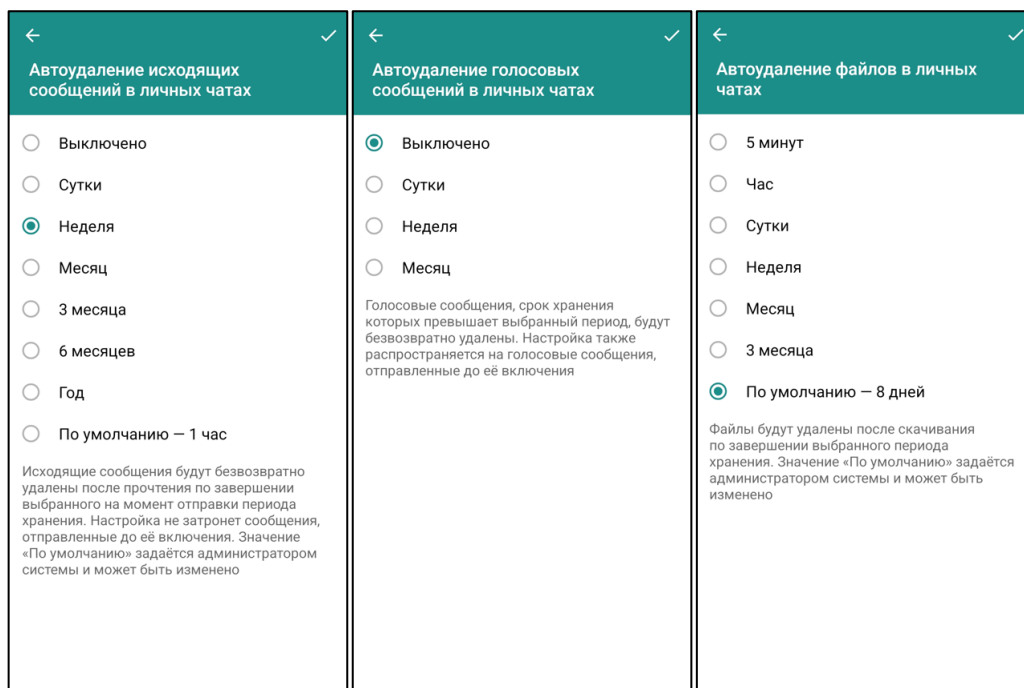 Автоудаление исходящих
сообщений в личных чатах
Выключено
Сутки
Неделя
Месяц
3 месяца
6 месяцев
Год
По умолчанию — 1 час
Исходящие сообщения будут безвозвратно
удалены после прочтения по завершении
выбранного на момент отправки периода
хранения. Настройка не затронет сообщения,
отправленные до её включения. Значение
«По умолчанию» задаётся администратором
системы и может быть изменено
Автоудаление голосовых
сообщений в личных чатах
Выключено
Сутки
Неделя
Месяц
Голосовые сообщения, срок хранения
которых превышает выбранный период, будут
безвозвратно удалены. Настройка также
распространяется на голосовые сообщения,
отправленные до её включения
Автоудаление файлов в личных
чатах
5 минут
Час
Сутки
Неделя
Месяц
3 месяца
По умолчанию — 8 дней
Файлы будут удалены после скачивания
по завершении выбранного периода
хранения. Значение «По умолчанию» задаётся
администратором системы и может быть
изменено